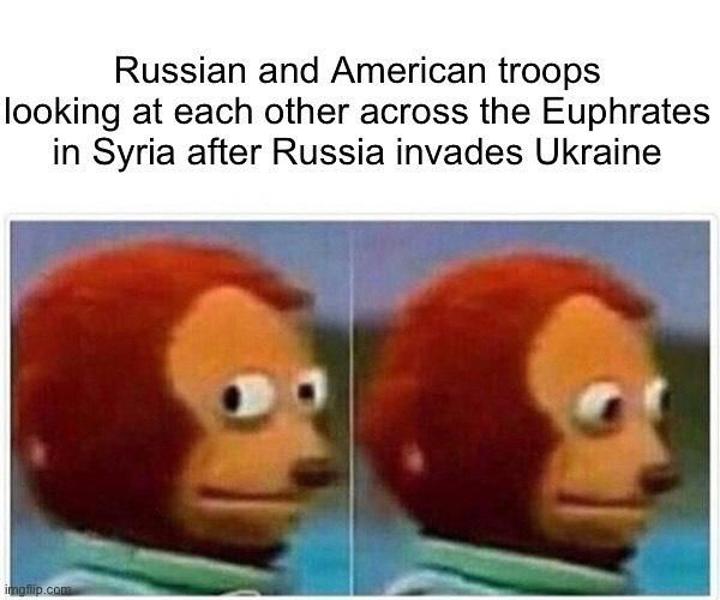 Russian and American troops
looking at each other across the Euphrates
in Syria after Russia invades Ukraine
imgflip.com